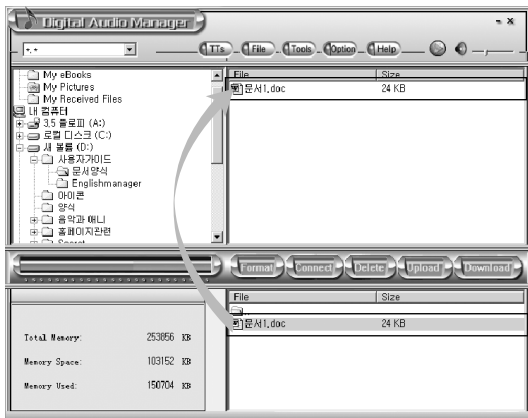 Digital Audio Manager
*.*
TTs File Tools Option Help
My eBooks
My Pictures
My Received Files
내 컴퓨터
3.5 플로피 (A:)
로컬 디스크 (C:)
새 볼륨 (D:)
사용자가이드
문서양식
Englishmanager
아이콘
양식
음악과 애니
홈페이지관련
Secret
File Size
문서1.doc 24 KB
Format Connect Delete Upload Download
File Size
..
문서1.doc 24 KB
Total Memory: 253856 KB
Memory Space: 103152 KB
Memory Used: 150704 KB